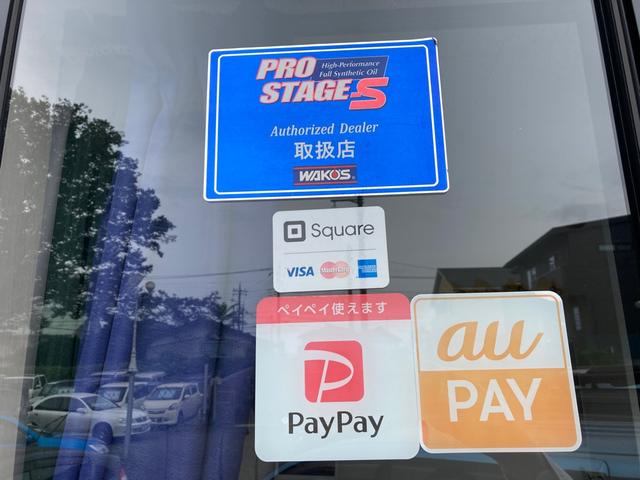 PRO
STAGE S
High-Performance
Full Synthetic Oil
Authorized Dealer
取扱店
WAKO'S
Square
VISA MasterCard AMERICAN EXPRESS
ペイペイ使えます
PayPay
au
PAY